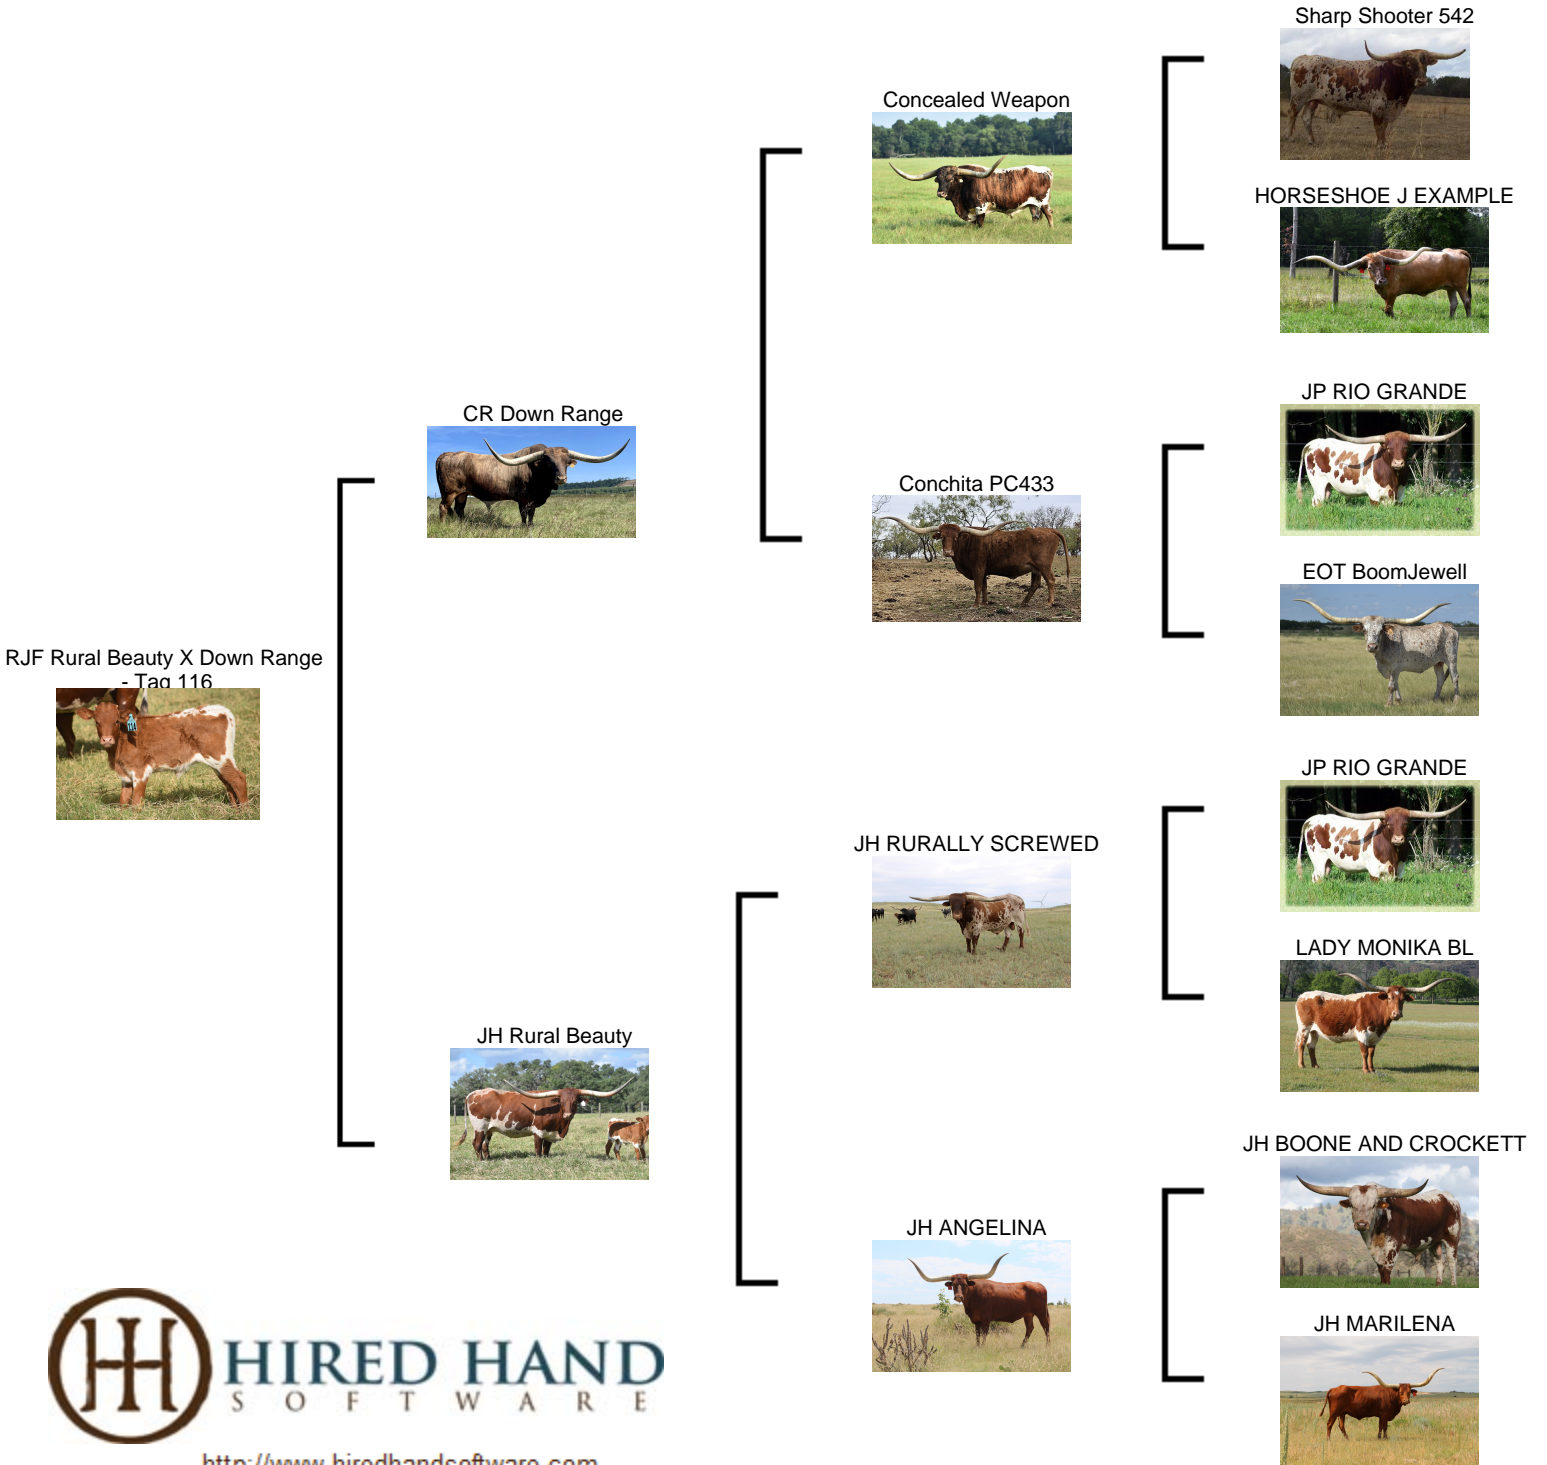 Sharp Shooter 542
Concealed Weapon
HORSESHOE J EXAMPLE
JP RIO GRANDE
CR Down Range
Conchita PC433
EOT BoomJewell
RJF Rural Beauty X Down Range
- Tag 116
JP RIO GRANDE
JH RURALLY SCREWED
LADY MONIKA BL
JH Rural Beauty
JH BOONE AND CROCKETT
JH ANGELINA
JH MARILENA
HIRED HAND
SOFTWARE
http://www.hiredhandsoftware.com